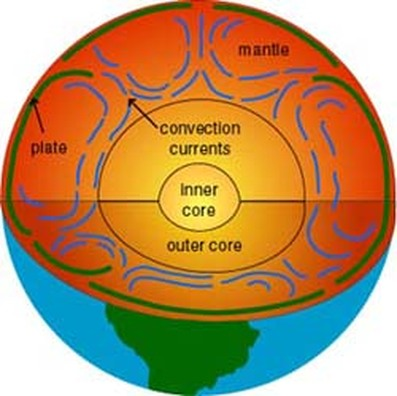 mantle
plate
convection
currents
inner
core
outer core